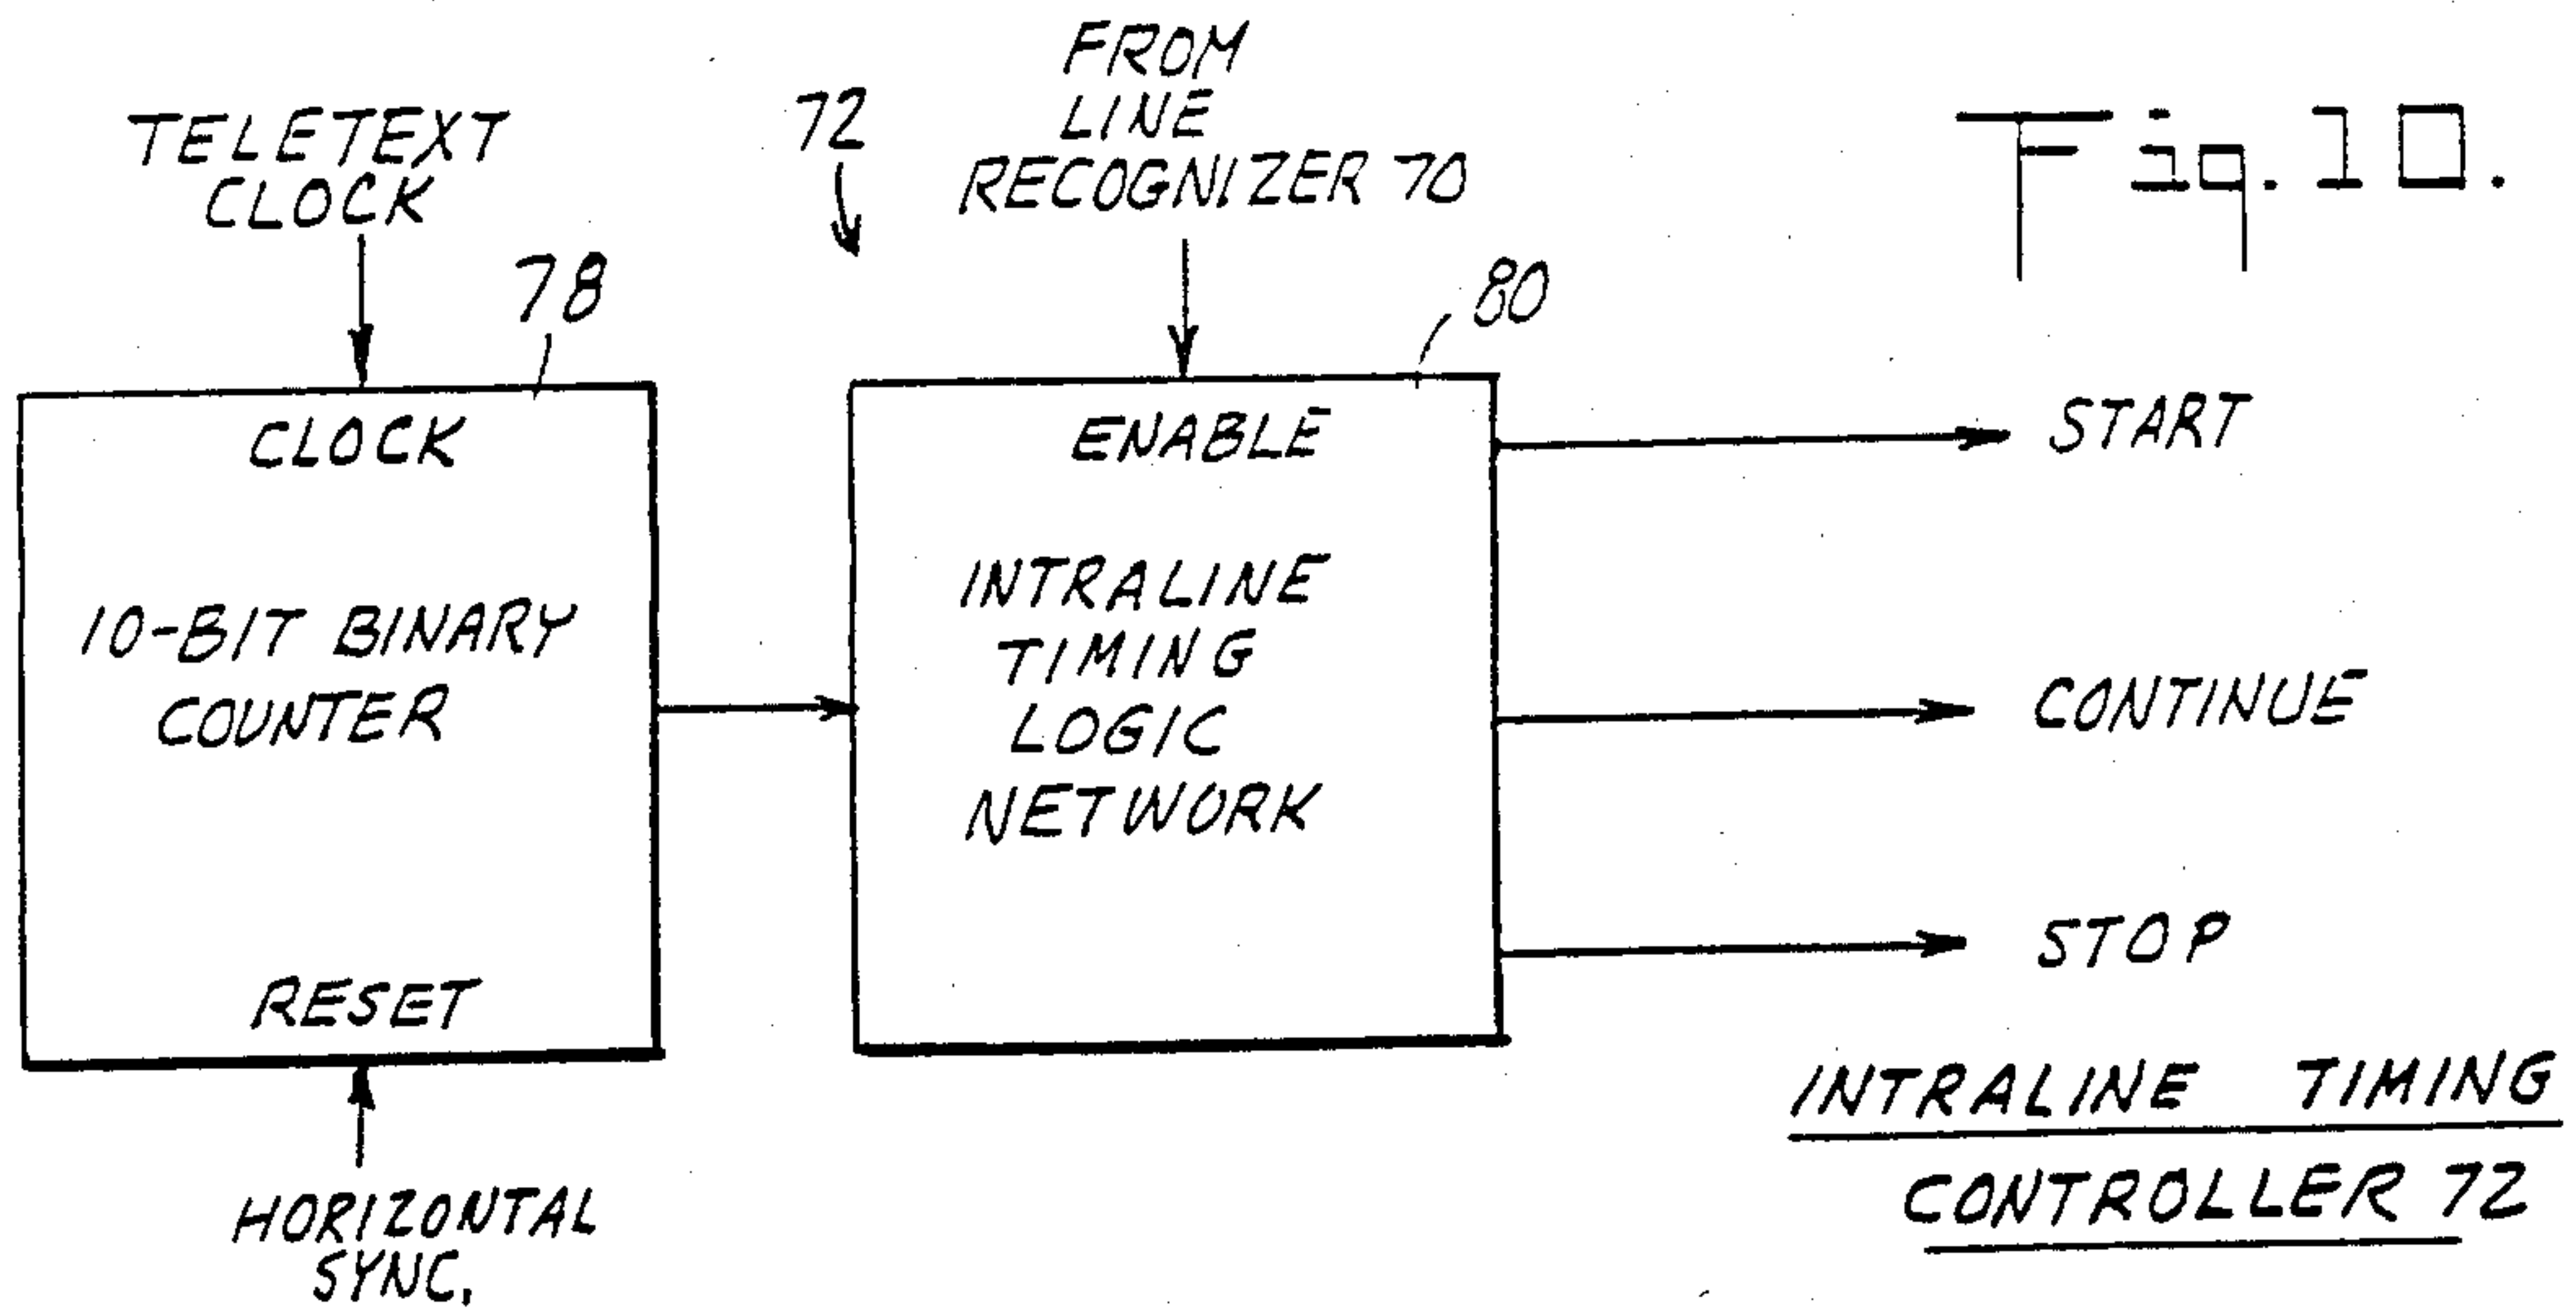 Fig. 10.
TELETEXT
CLOCK
72
FROM
LINE
RECOGNIZER 70
78
80
CLOCK
10-BIT BINARY
COUNTER
RESET
HORIZONTAL
SYNC.
ENABLE
INTRALINE
TIMING
LOGIC
NETWORK
START
CONTINUE
STOP
INTRALINE TIMING
CONTROLLER 72